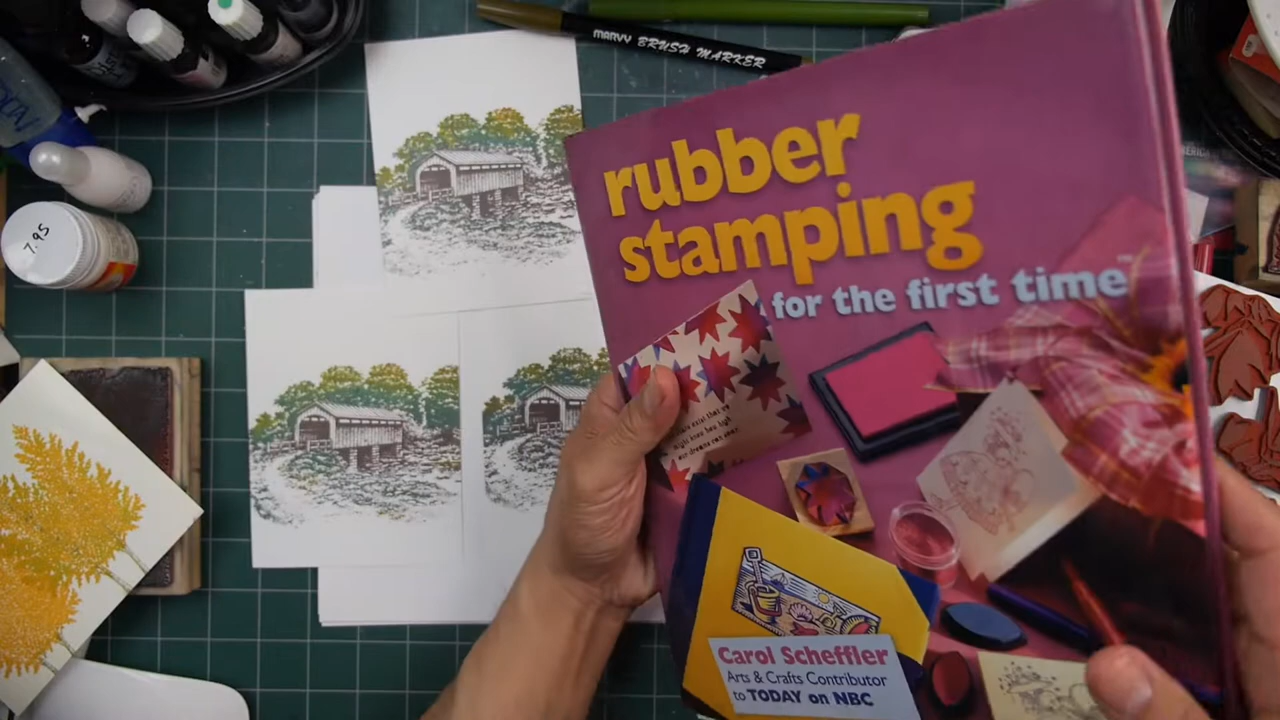 MARVY BRUSH MARKER
rubber
stamping
for the first time™
7.95
Carol Scheffler
Arts & Crafts Contributor
to TODAY on NBC